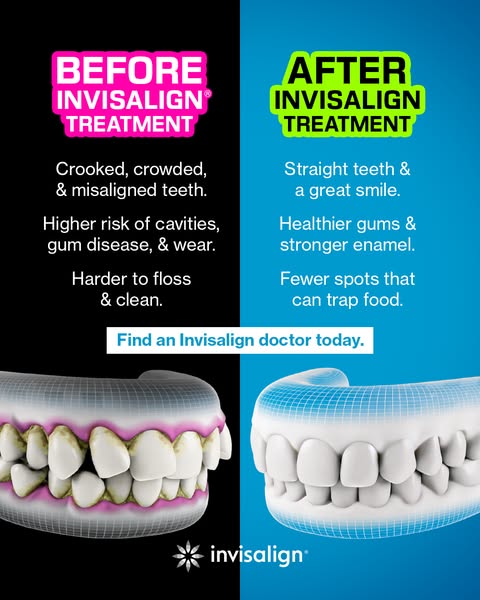 BEFORE
INVISALIGN®
TREATMENT
Crooked, crowded,
& misaligned teeth.
Higher risk of cavities,
gum disease, & wear.
Harder to floss
& clean.
AFTER
INVISALIGN
TREATMENT
Straight teeth &
a great smile.
Healthier gums &
stronger enamel.
Fewer spots that
can trap food.
Find an Invisalign doctor today.
invisalign®